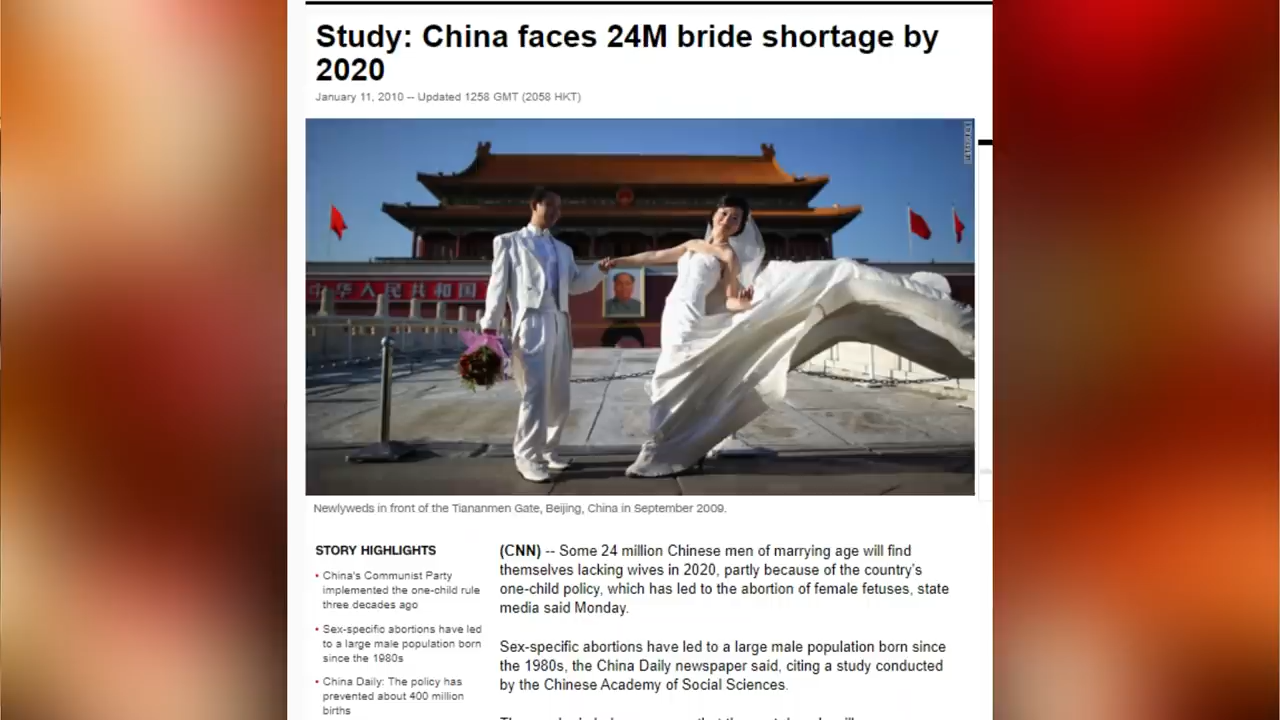 Study: China faces 24M bride shortage by
2020
January 11, 2010 -- Updated 1258 GMT (2058 HKT)
中华人民共和国
Newlyweds in front of the Tiananmen Gate, Beijing, China in September 2009.
STORY HIGHLIGHTS
• China's Communist Party
implemented the one-child rule
three decades ago
• Sex-specific abortions have led
to a large male population born
since the 1980s
• China Daily: The policy has
prevented about 400 million
births
(CNN) -- Some 24 million Chinese men of marrying age will find
themselves lacking wives in 2020, partly because of the country's
one-child policy, which has led to the abortion of female fetuses, state
media said Monday.
Sex-specific abortions have led to a large male population born since
the 1980s, the China Daily newspaper said, citing a study conducted
by the Chinese Academy of Social Sciences.